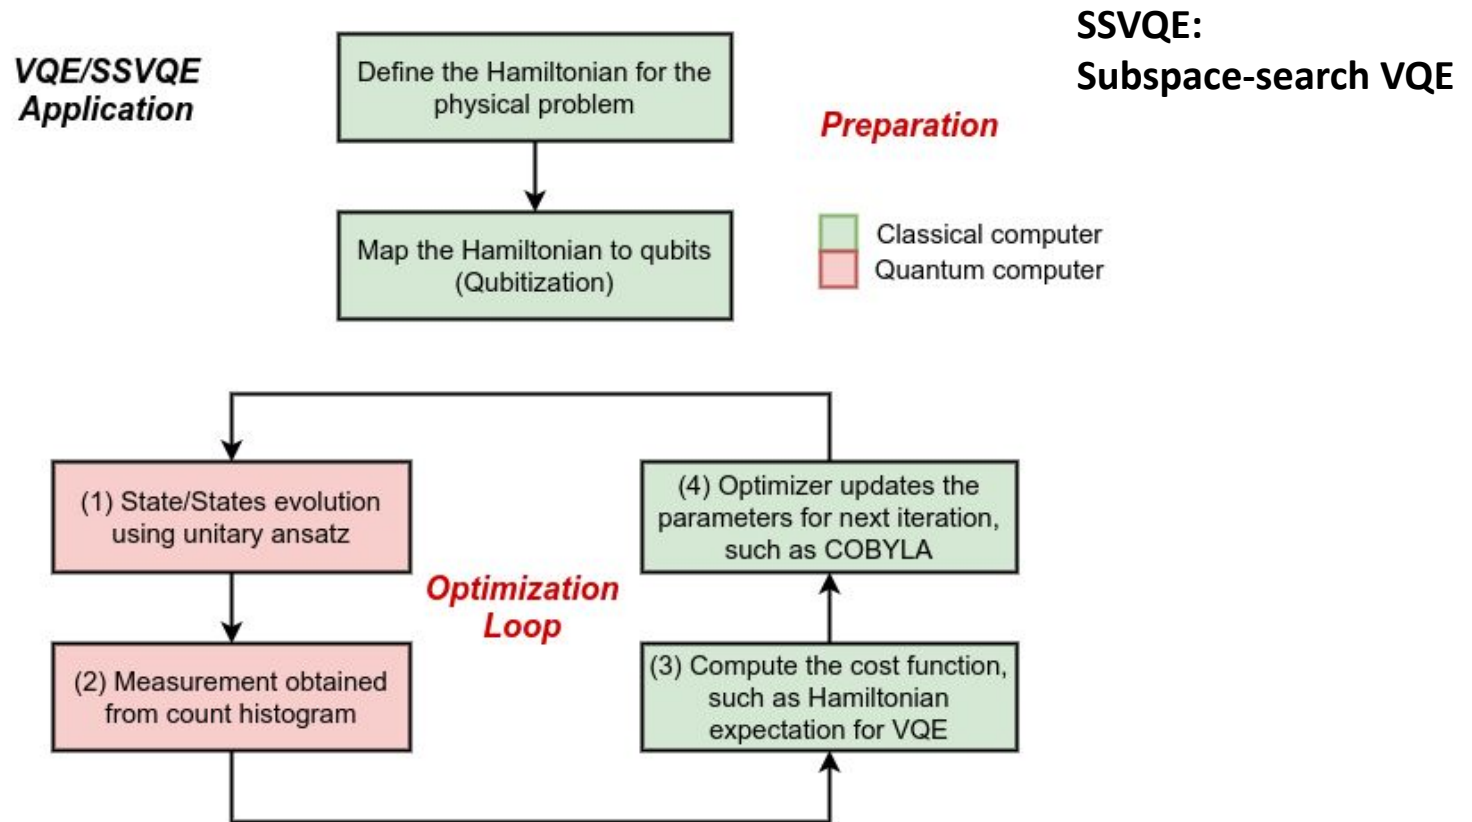 SSVQE:
Subspace-search VQE
VQE/SSVQE
Application
Define the Hamiltonian for the
physical problem
Preparation
Map the Hamiltonian to qubits
(Qubitization)
Classical computer
Quantum computer
(1) State/States evolution
using unitary ansatz
(4) Optimizer updates the
parameters for next iteration,
such as COBYLA
Optimization
Loop
(2) Measurement obtained
from count histogram
(3) Compute the cost function,
such as Hamiltonian
expectation for VQE